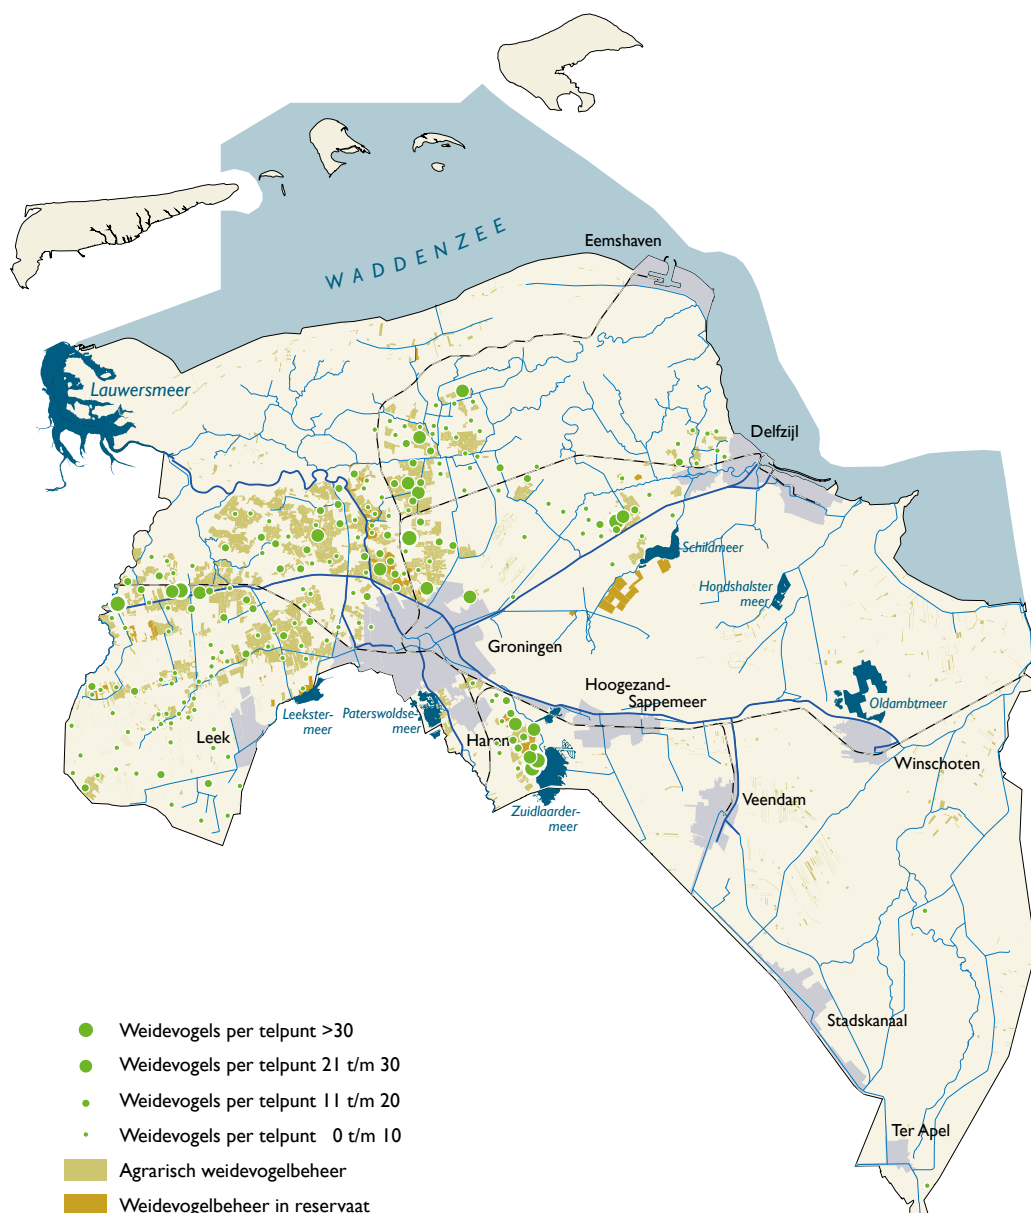 WADDENZEE
Eemshaven
Lauwersmeer
Delfzijl
Schildmeer
Hondshalster
meer
Groningen
Hoogezand-
Sappemeer
Oldambtmeer
Leekster-
meer
Paterswoldse-
meer
Leek
Haren
Winschoten
Zuidlaarder-
meer
Veendam
Stadskanaal
Ter Apel
Weidevogels per telpunt >30
Weidevogels per telpunt 21 t/m 30
Weidevogels per telpunt 11 t/m 20
Weidevogels per telpunt 0 t/m 10
Agrarisch weidevogelbeheer
Weidevogelbeheer in reservaat